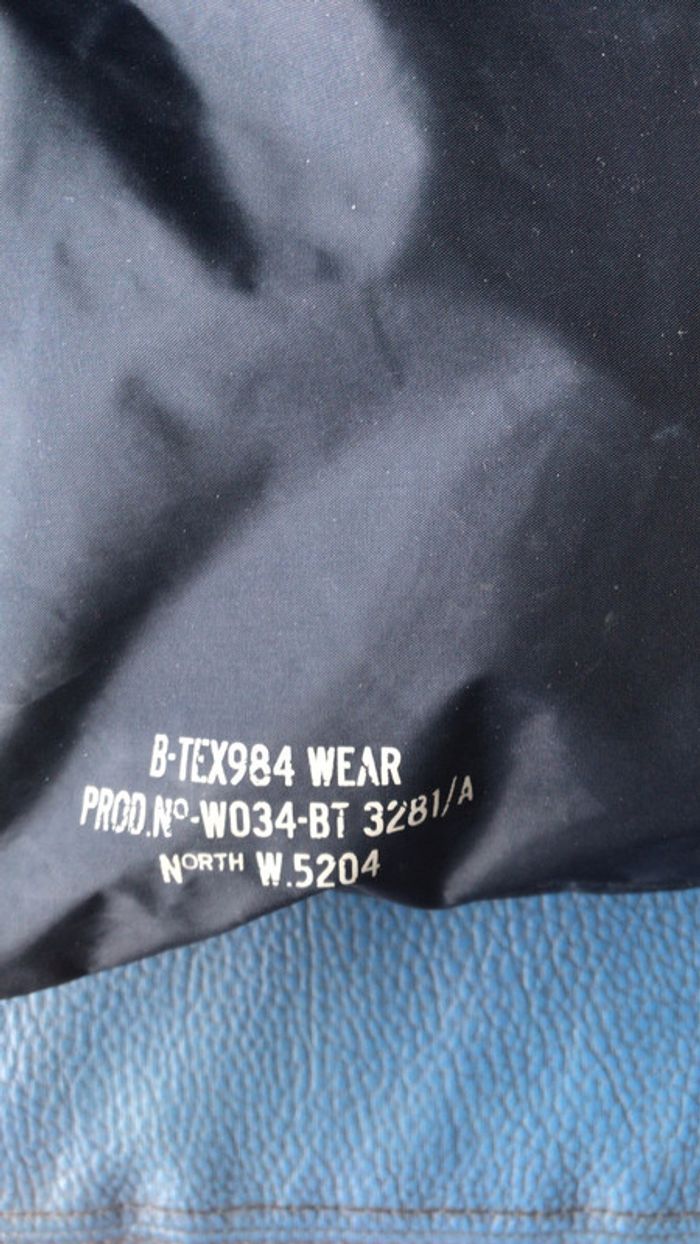 B-TEX984 WEAR
PROD.Nº-W034-BT 3281/A
NORTH W.5204